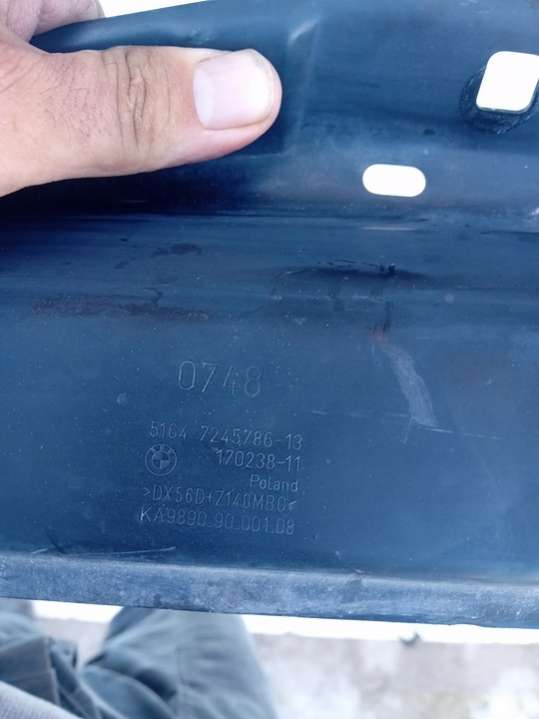 0748
5164 7245786-13
170238-11
Poland
>DX56D+Z140MBO<
KA9890 90.001.08